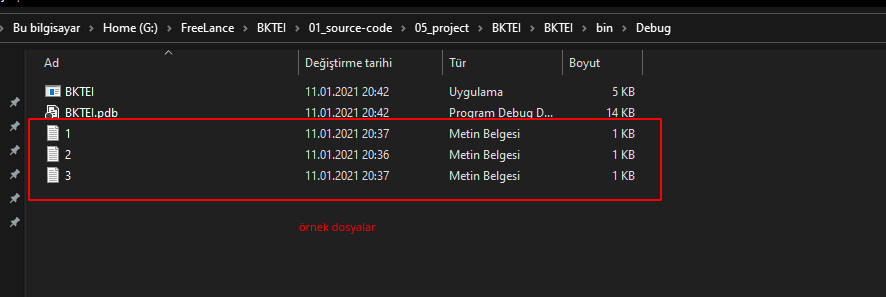 Bu bilgisayar > Home (G:) > FreeLance > BKTEI > 01_source-code > 05_project > BKTEI > BKTEI > bin > Debug
Ad Değiştirme tarihi Tür Boyut
BKTEI 11.01.2021 20:42 Uygulama 5 KB
BKTEI.pdb 11.01.2021 20:42 Program Debug D... 14 KB
1 11.01.2021 20:37 Metin Belgesi 1 KB
2 11.01.2021 20:36 Metin Belgesi 1 KB
3 11.01.2021 20:37 Metin Belgesi 1 KB
örnek dosyalar